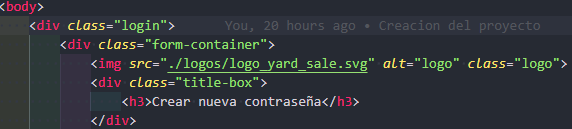 <body>
<div class="login"> You, 20 hours ago • Creacion del proyecto
<div class="form-container">
<img src="./logos/logo_yard_sale.svg" alt="logo" class="logo">
<div class="title-box">
<h3>Crear nueva contraseña</h3>
</div>